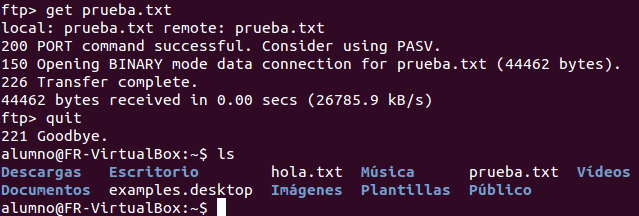 ftp> get prueba.txt
local: prueba.txt remote: prueba.txt
200 PORT command successful. Consider using PASV.
150 Opening BINARY mode data connection for prueba.txt (44462 bytes).
226 Transfer complete.
44462 bytes received in 0.00 secs (26785.9 kB/s)
ftp> quit
221 Goodbye.
alumno@FR-VirtualBox:~$ ls
Descargas Escritorio hola.txt Música prueba.txt Vídeos
Documentos examples.desktop Imágenes Plantillas Público
alumno@FR-VirtualBox:~$